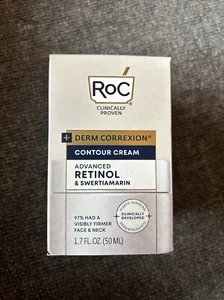 RoC®
CLINICALLY
PROVEN
+ DERM CORREXION®
CONTOUR CREAM
ADVANCED
RETINOL
& SWERTIAMARIN
97% HAD A
VISIBLY FIRMER
FACE & NECK
CLINICALLY
DEVELOPED
1.7 FL. OZ. (50 ML)